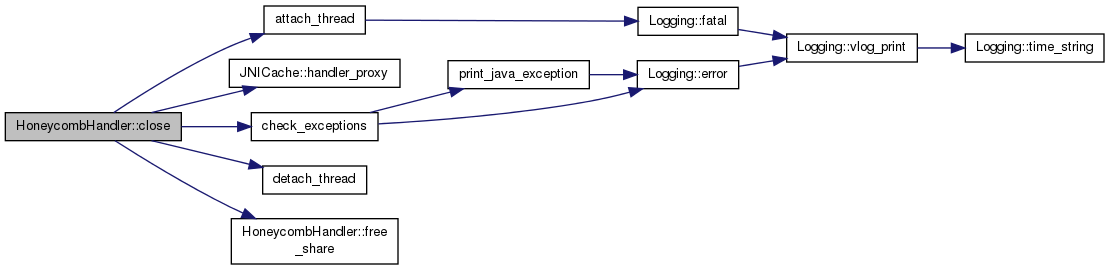 HoneycombHandler::close
attach_thread
JNICache::handler_proxy
check_exceptions
detach_thread
HoneycombHandler::free
_share
print_java_exception
Logging::fatal
Logging::error
Logging::vlog_print
Logging::time_string